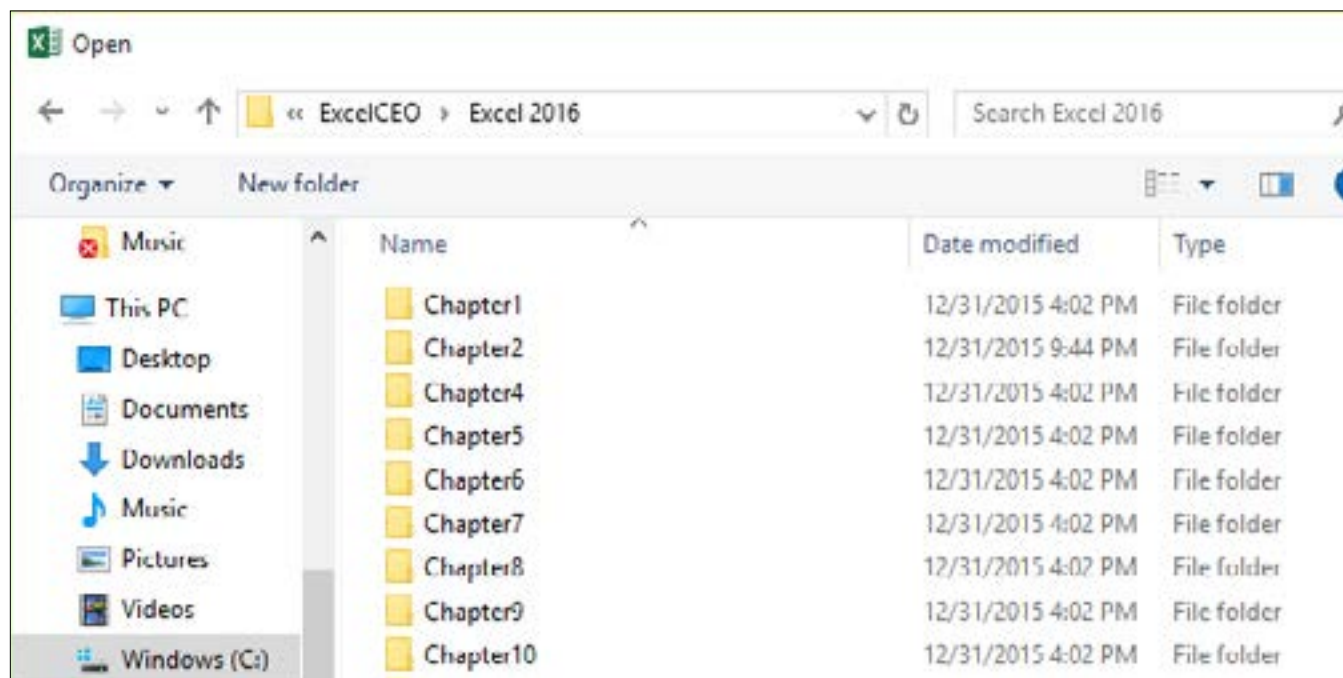 Open
« ExcelCEO › Excel 2016
Search Excel 2016
Organize
New folder
Music
Name
Date modified
Type
This PC
Chapter1
12/31/2015 4:02 PM
File folder
Desktop
Chapter2
12/31/2015 9:44 PM
File folder
Documents
Chapter4
12/31/2015 4:02 PM
File folder
Downloads
Chapter5
12/31/2015 4:02 PM
File folder
Music
Chapter6
12/31/2015 4:02 PM
File folder
Pictures
Chapter7
12/31/2015 4:02 PM
File folder
Videos
Chapter8
12/31/2015 4:02 PM
File folder
Windows (C:)
Chapter9
12/31/2015 4:02 PM
File folder
Chapter10
12/31/2015 4:02 PM
File folder